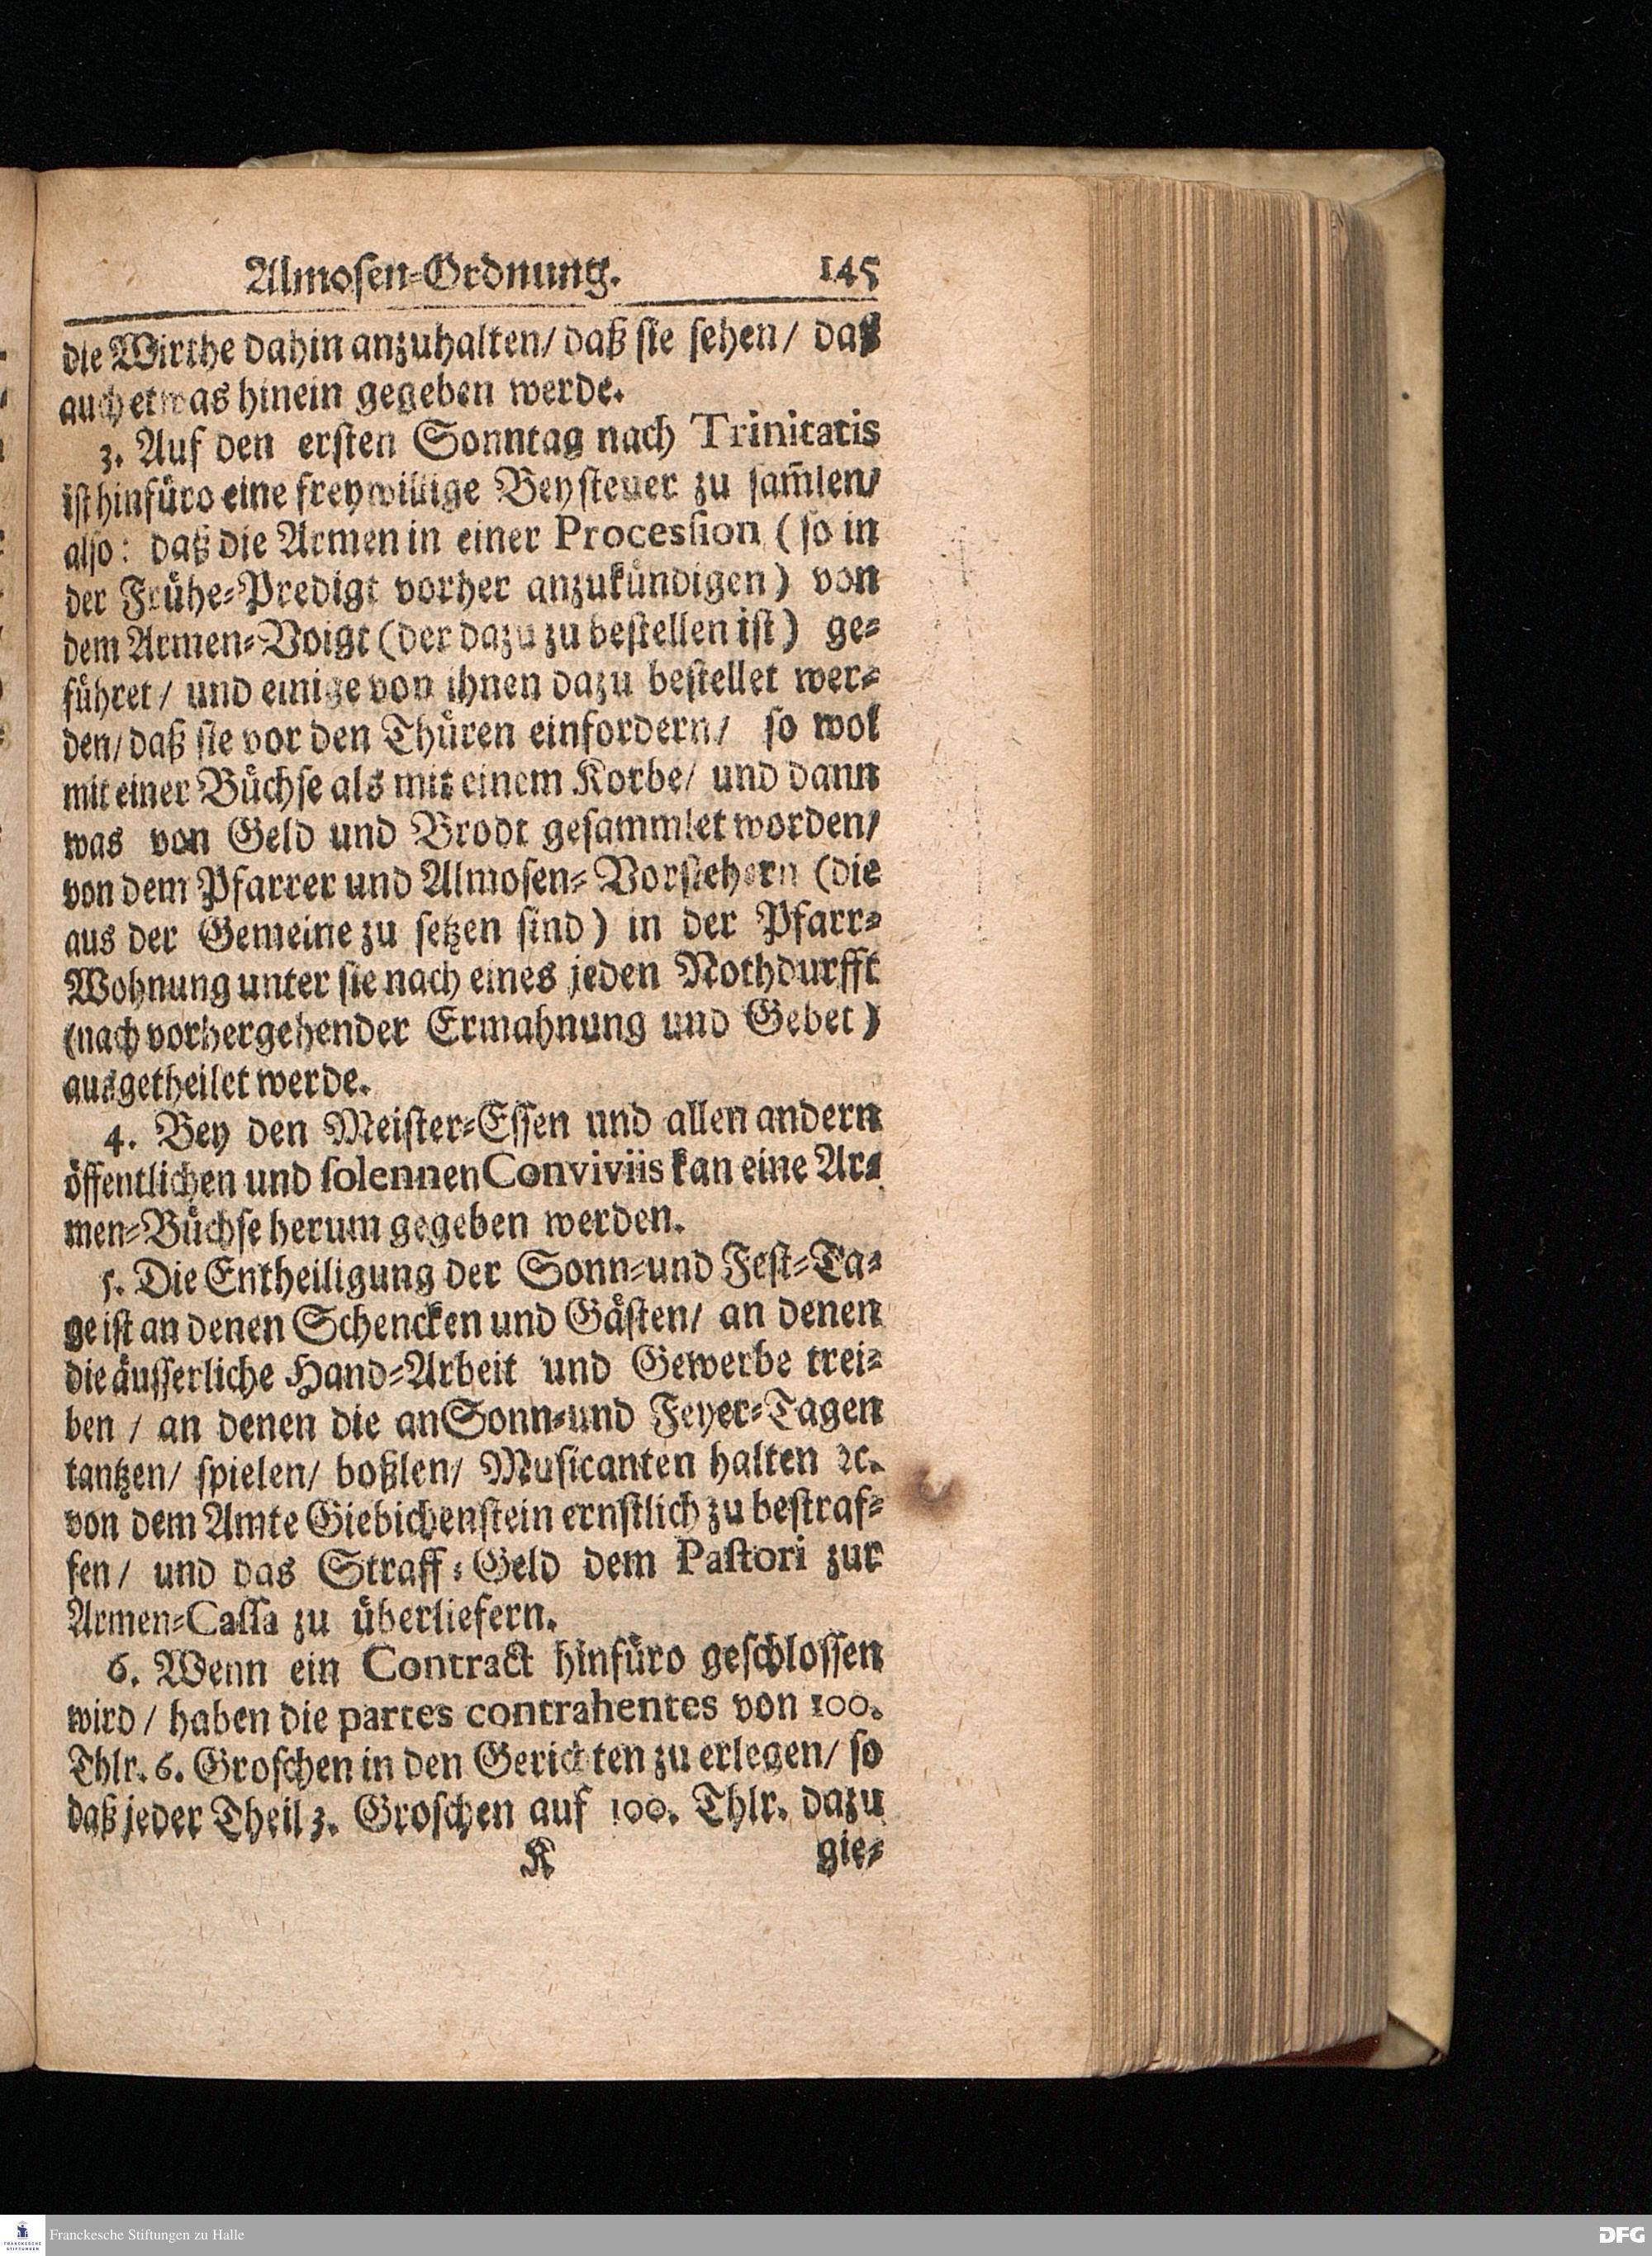 Almoſen-Ordnung. 145
die Wirthe dahin anzuhalten/ daß ſie ſehen/ daß
auch etwas hinein gegeben werde.
3. Auf den erſten Sonntag nach Trinitatis
iſt hinfüro eine freywillige Beyſteuer zu ſam̃len/
alſo: daß die Armen in einer Proceſſion (ſo in
der Frühe-Predigt vorher anzukündigen) von
dem Armen-Voigt (der dazu zu beſtellen iſt) ge-
führet/ und einige von ihnen dazu beſtellet wer-
den/ daß ſie vor den Thüren einfordern/ ſo wol
mit einer Büchſe als mit einem Korbe/ und dann
was von Geld und Brodt geſammlet worden/
von dem Pfarrer und Almoſen-Vorſtehern (die
aus der Gemeine zu ſetzen ſind) in der Pfarr-
Wohnung unter ſie nach eines jeden Nothdurfft
(nach vorhergehender Ermahnung und Gebet)
ausgetheilet werde.
4. Bey den Meiſter-Eſſen und allen andern
öffentlichen und ſolennen Conviviis kan eine Ar-
men-Büchſe herum gegeben werden.
5. Die Entheiligung der Sonn-und Feſt-Ta-
ge iſt an denen Schencken und Gäſten/ an denen
die äuſſerliche Hand-Arbeit und Gewerbe trei-
ben / an denen die an Sonn-und Feyer-Tagen
tantzen/ ſpielen/ boßlen/ Muſicanten halten ꝛc.
von dem Amte Giebichenſtein ernſtlich zu beſtraf-
fen/ und das Straff-Geld dem Paſtori zur
Armen-Caſſa zu überliefern.
6. Wenn ein Contract hinfüro geſchloſſen
wird / haben die partes contrahentes von 100.
Thlr. 6. Groſchen in den Gerichten zu erlegen/ ſo
daß jeder Theil 3. Groſchen auf 100. Thlr. dazu
K gie-
Franckesche Stiftungen zu Halle
FRANCKESCHE STIFTUNGEN
DFG